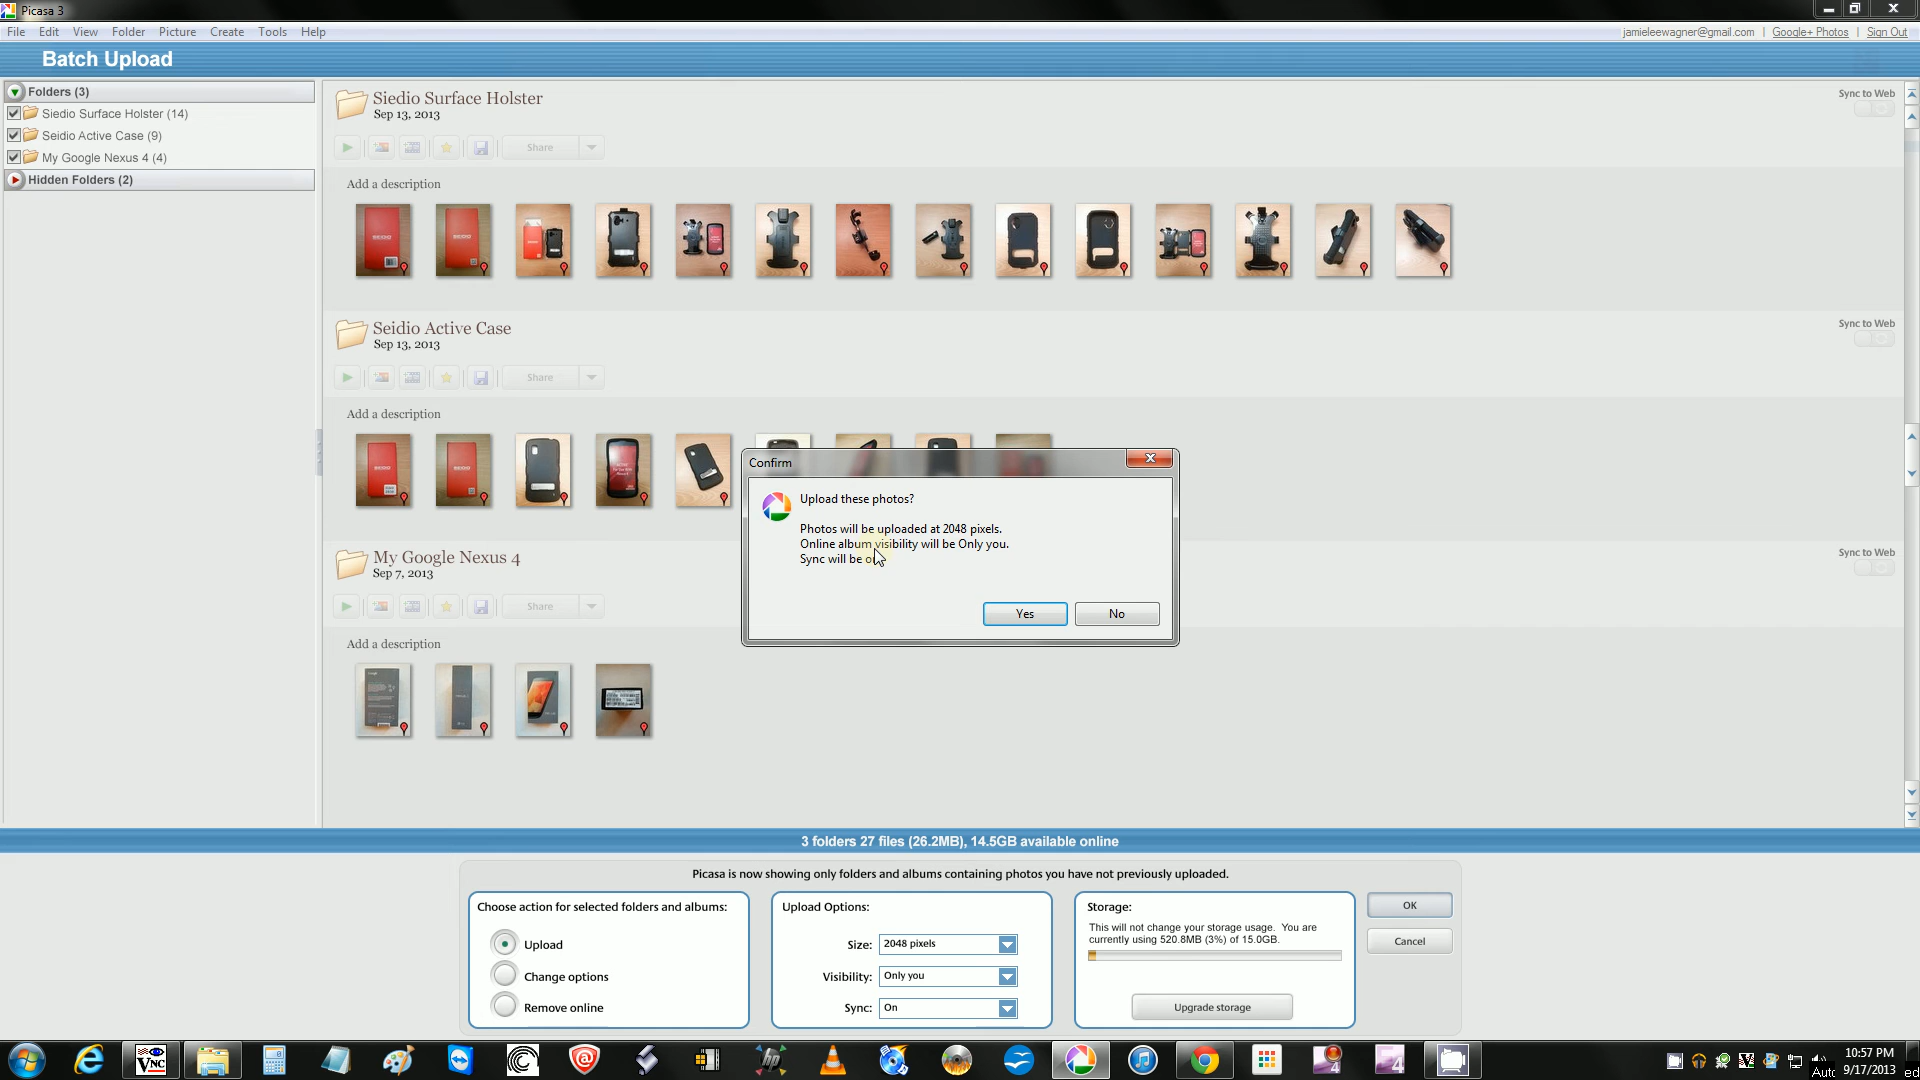 Picasa 3
File Edit View Folder Picture Create Tools Help
jamieleewagner@gmail.com | Google+ Photos | Sign Out
Batch Upload
Folders (3)
Siedio Surface Holster (14)
Seidio Active Case (9)
My Google Nexus 4 (4)
Hidden Folders (2)
Siedio Surface Holster
Sep 13, 2013
Sync to Web
Share
Add a description
SEIDIO
SEIDIO
Seidio Active Case
Sep 13, 2013
Sync to Web
Share
Add a description
My Google Nexus 4
Sep 7, 2013
Sync to Web
Share
Add a description
Confirm
Upload these photos?
Photos will be uploaded at 2048 pixels.
Online album visibility will be Only you.
Sync will be
Yes
No
3 folders 27 files (26.2MB), 14.5GB available online
Picasa is now showing only folders and albums containing photos you have not previously uploaded.
Choose action for selected folders and albums:
Upload
Change options
Remove online
Upload Options:
Size: 2048 pixels
Visibility: Only you
Sync: On
Storage:
This will not change your storage usage. You are
currently using 520.8MB (3%) of 15.0GB.
Upgrade storage
OK
Cancel
VNC
hp
4
4
10:57 PM
9/17/2013